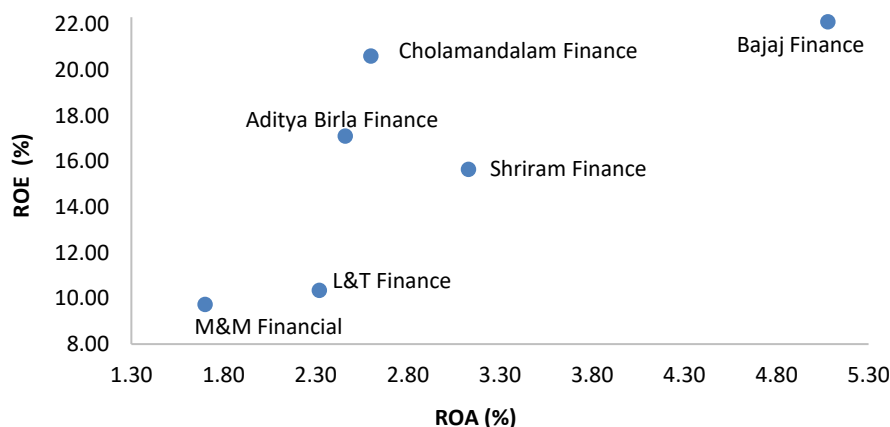 22.00
Cholamandalam Finance
Bajaj Finance
20.00
18.00
Aditya Birla Finance
16.00
Shriram Finance
14.00
12.00
L&T Finance
10.00
M&M Financial
8.00
ROE (%)
1.30 1.80 2.30 2.80 3.30 3.80 4.30 4.80 5.30
ROA (%)